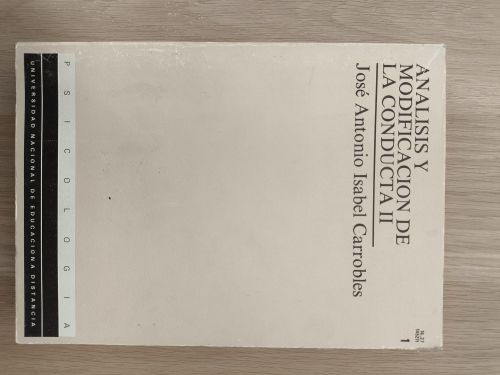 ANALISIS Y
MODIFICACION DE
LA CONDUCTA II
José Antonio Isabel Carrobles
1
PSICOLOGIA
UNIVERSIDAD NACIONAL DE EDUCACION A DISTANCIA